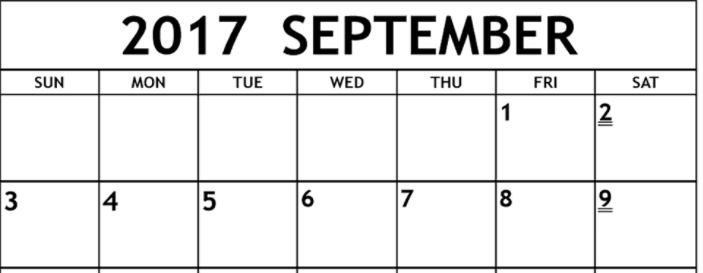 2017 SEPTEMBER
SUN MON TUE WED THU FRI SAT
1 2
3 4 5 6 7 8 9